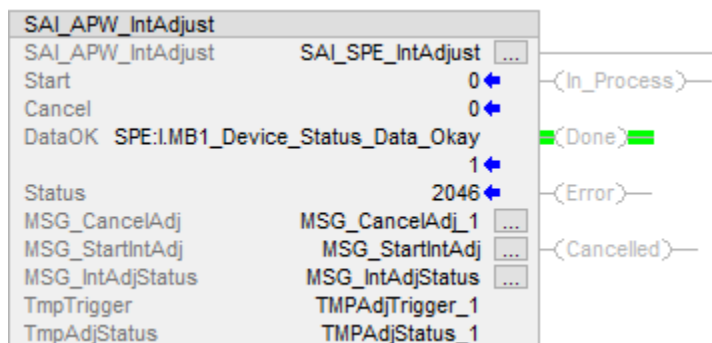 SAI_APW_IntAdjust
SAI_APW_IntAdjust SAI_SPE_IntAdjust ...
Start 0 (In_Process)
Cancel 0
DataOK SPE:I.MB1_Device_Status_Data_Okay (Done)
1
Status 2046 (Error)
MSG_CancelAdj MSG_CancelAdj_1 ...
MSG_StartIntAdj MSG_StartIntAdj ... (Cancelled)
MSG_IntAdjStatus MSG_IntAdjStatus ...
TmpTrigger TMPAdjTrigger_1
TmpAdjStatus TMPAdjStatus_1